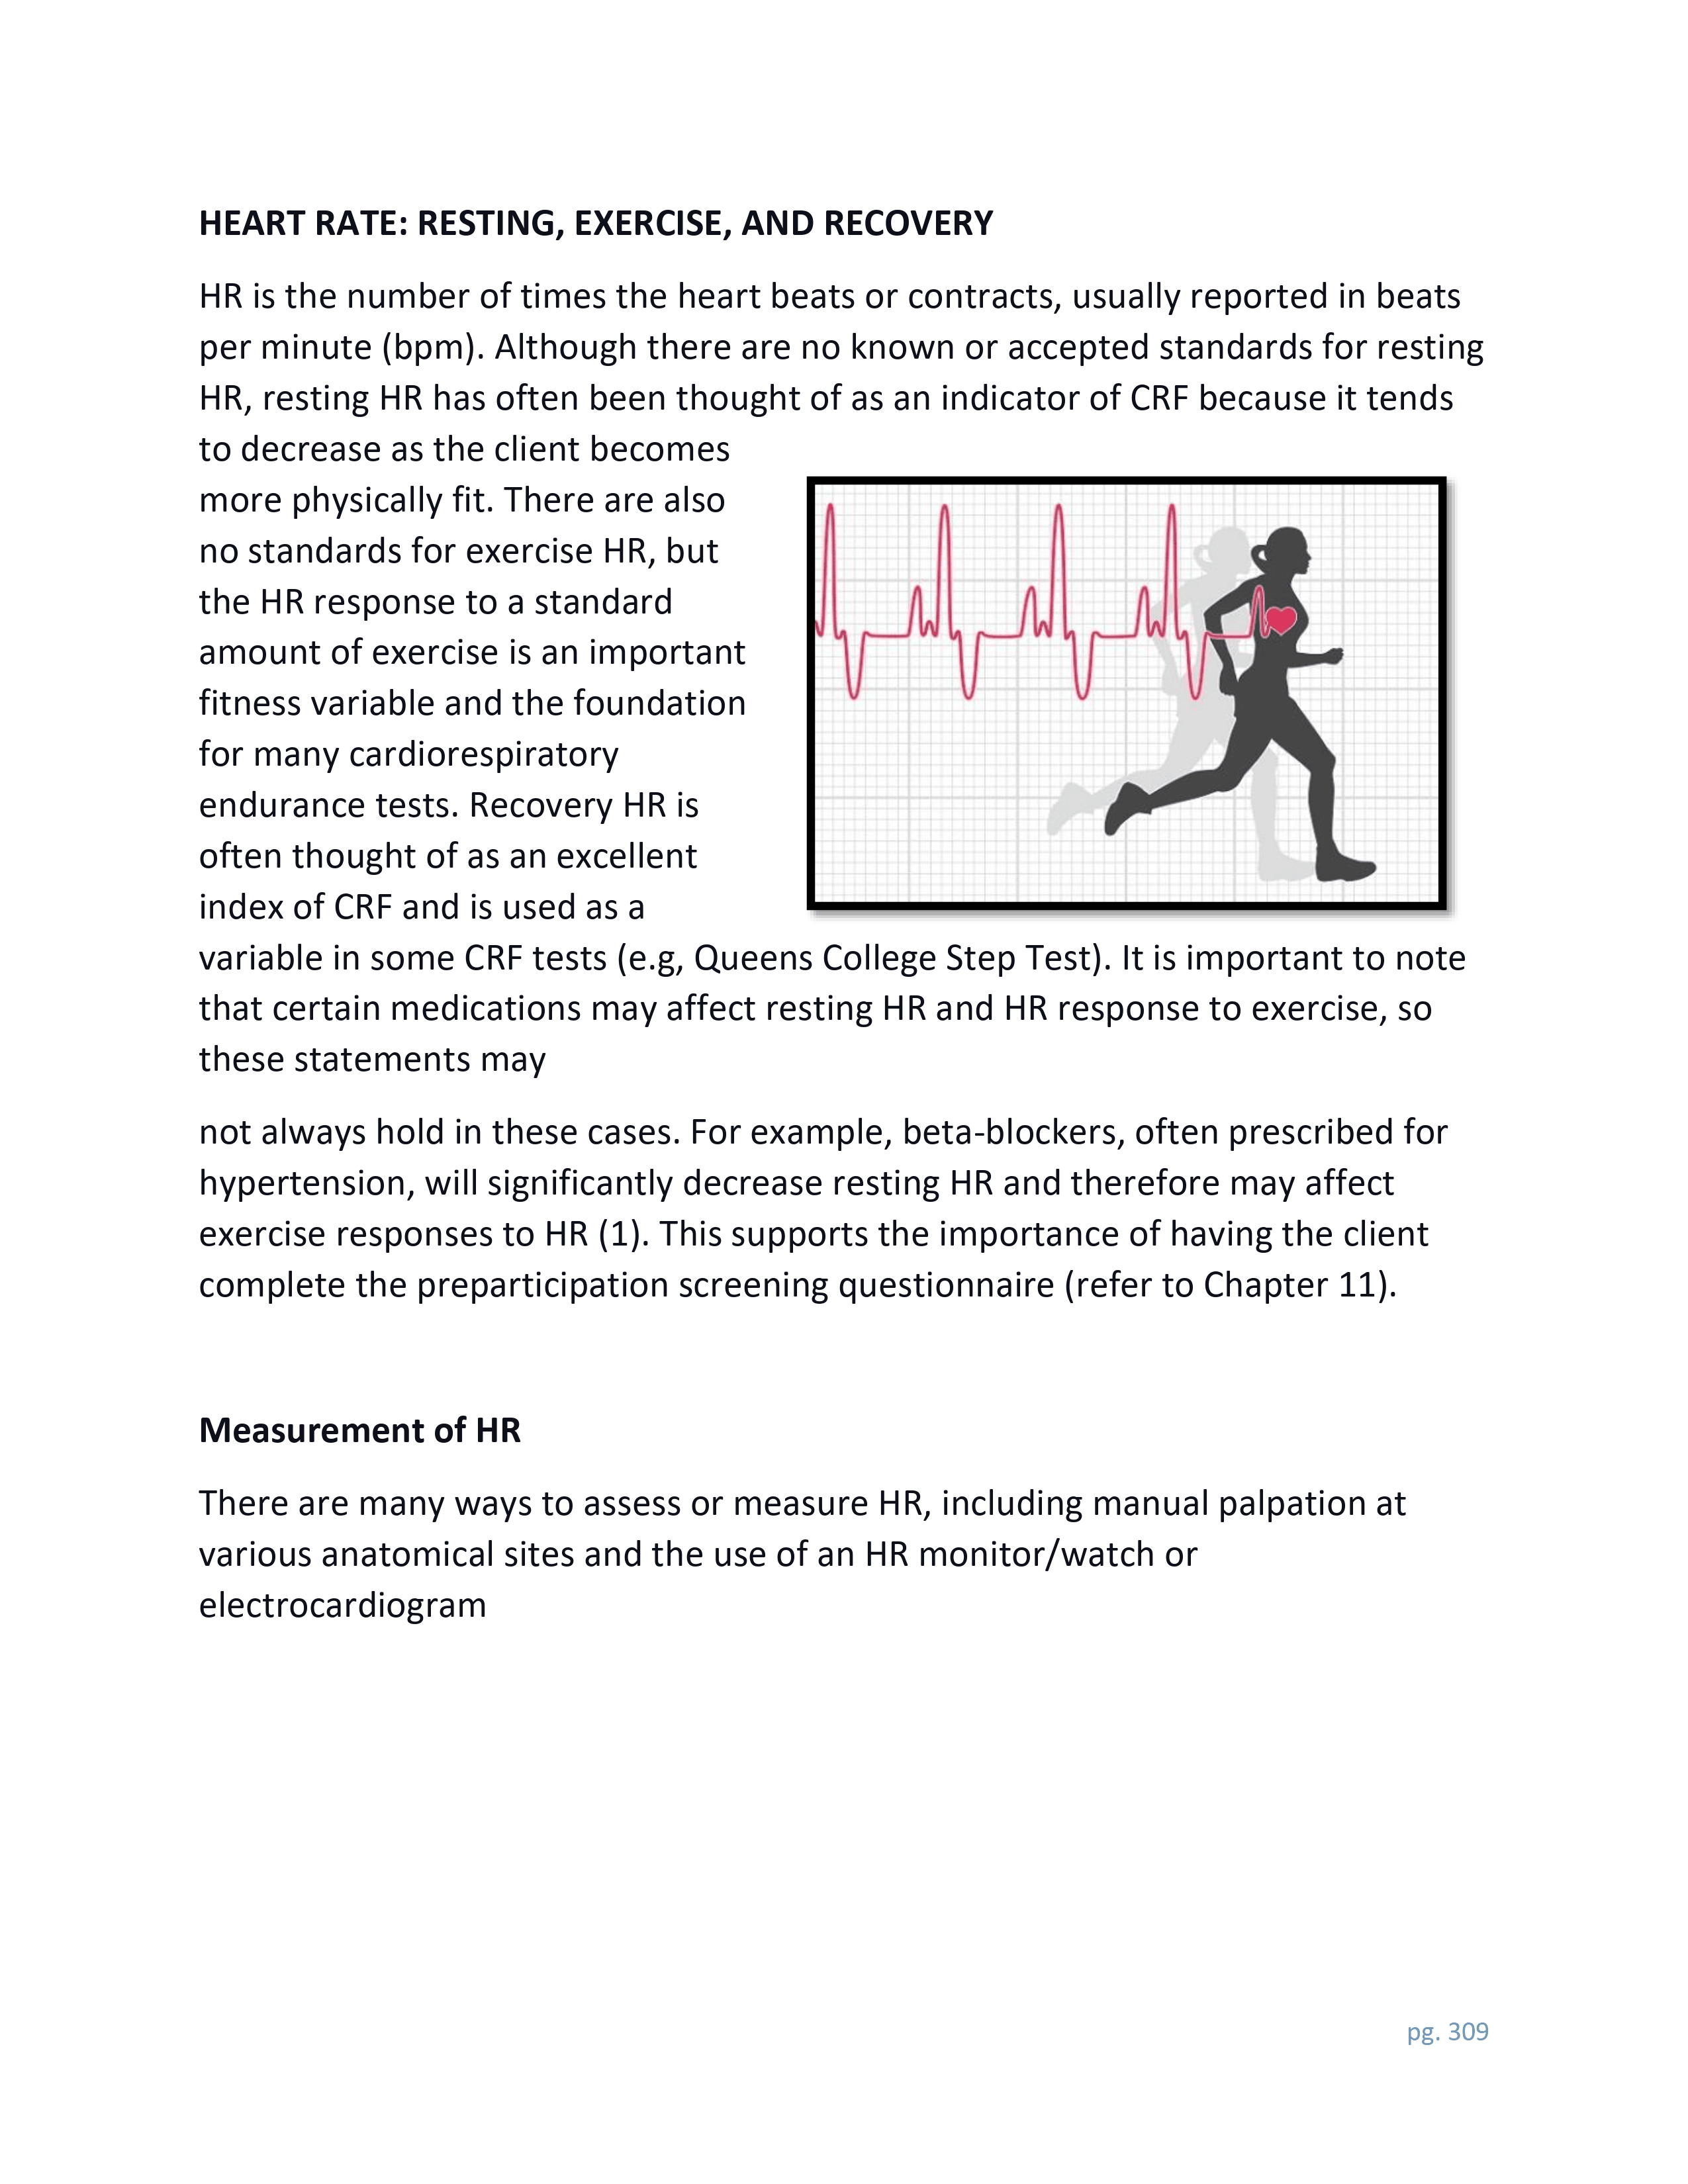 HEART RATE: RESTING, EXERCISE, AND RECOVERY
HR is the number of times the heart beats or contracts, usually reported in beats
per minute (bpm). Although there are no known or accepted standards for resting
HR, resting HR has often been thought of as an indicator of CRF because it tends
to decrease as the client becomes
more physically fit. There are also
no standards for exercise HR, but
the HR response to a standard
amount of exercise is an important
fitness variable and the foundation
for many cardiorespiratory
endurance tests. Recovery HR is
often thought of as an excellent
index of CRF and is used as a
variable in some CRF tests (e.g, Queens College Step Test). It is important to note
that certain medications may affect resting HR and HR response to exercise, so
these statements may
not always hold in these cases. For example, beta-blockers, often prescribed for
hypertension, will significantly decrease resting HR and therefore may affect
exercise responses to HR (1). This supports the importance of having the client
complete the preparticipation screening questionnaire (refer to Chapter 11).
Measurement of HR
There are many ways to assess or measure HR, including manual palpation at
various anatomical sites and the use of an HR monitor/watch or
electrocardiogram
pg. 309